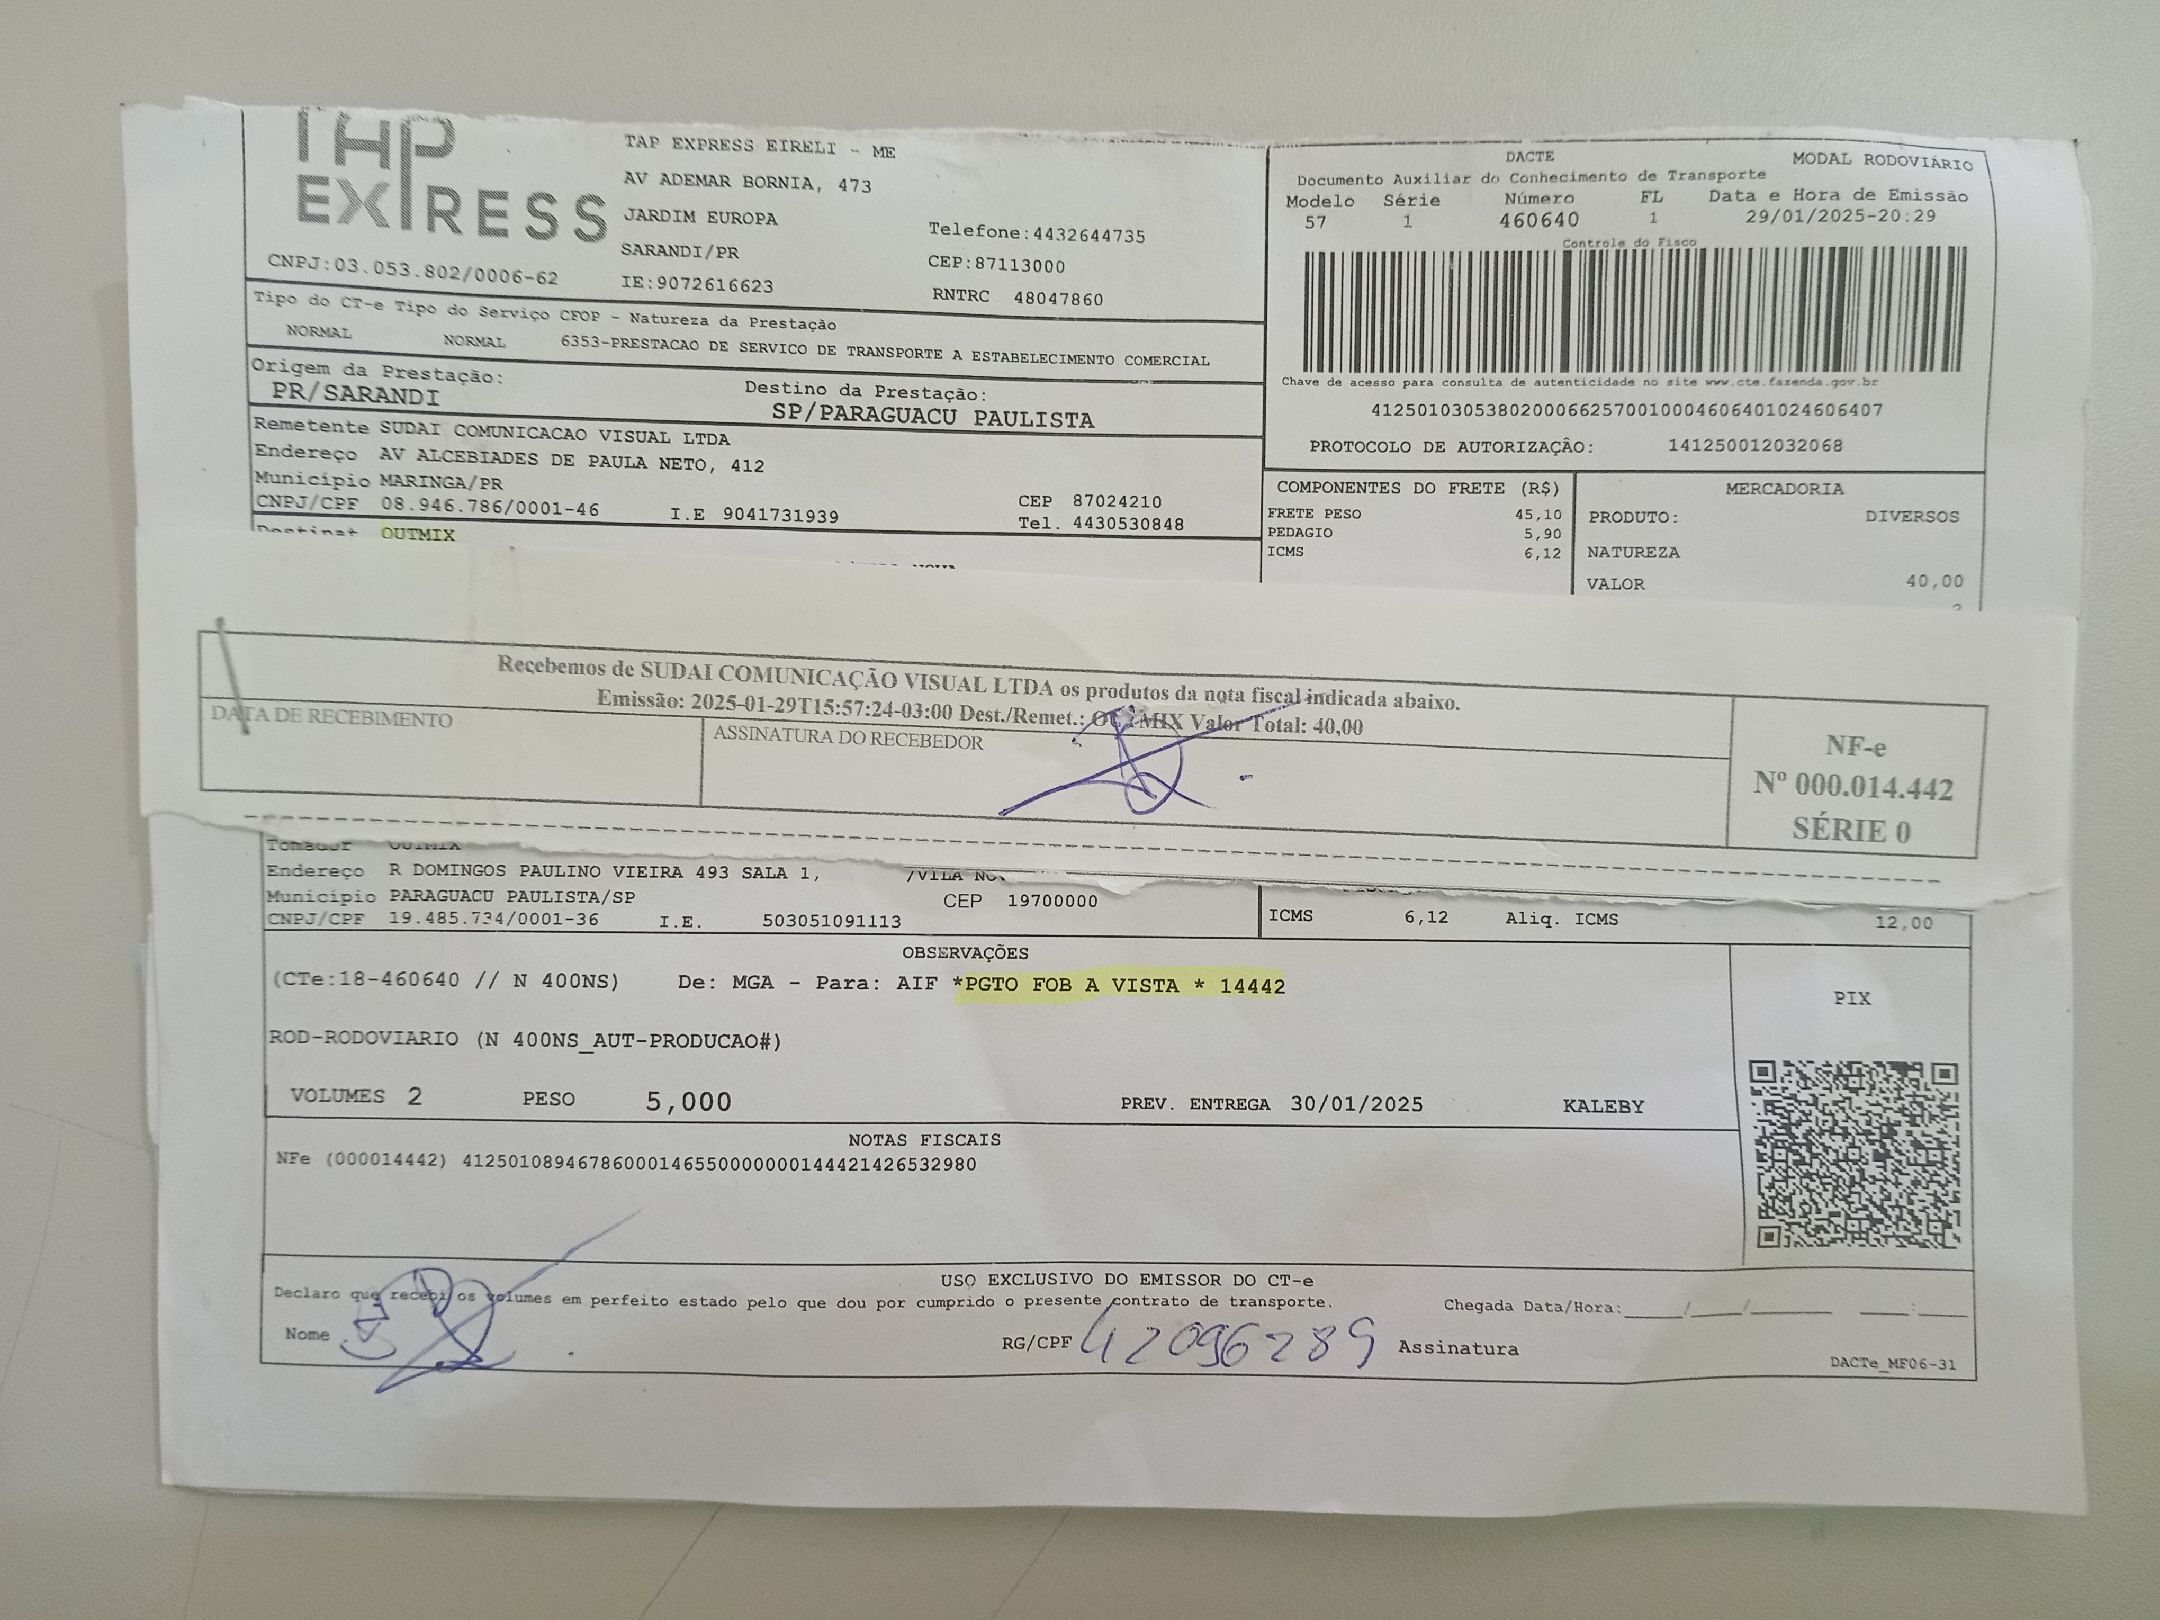 TAP EXPRESS
TAP EXPRESS EIRELI - ME
AV ADEMAR BORNIA, 473
JARDIM EUROPA
SARANDI/PR
Telefone:4432644735
CEP:87113000
CNPJ:03.053.802/0006-62
IE:9072616623
RNTRC 48047860
DACTE MODAL RODOVIÁRIO
Documento Auxiliar do Conhecimento de Transporte
Modelo Série Número FL Data e Hora de Emissão
57 1 460640 1 29/01/2025-20:29
Controle do Fisco
Chave de acesso para consulta de autenticidade no site www.cte.fazenda.gov.br
41250103053802000662570010004606401024606407
PROTOCOLO DE AUTORIZAÇÂO: 141250012032068
Tipo do CT-e Tipo do Serviço CFOP - Natureza da Prestação
NORMAL NORMAL 6353-PRESTACAO DE SERVICO DE TRANSPORTE A ESTABELECIMENTO COMERCIAL
Origem da Prestação: Destino da Prestação:
PR/SARANDI SP/PARAGUACU PAULISTA
Remetente SUDAI COMUNICACAO VISUAL LTDA
Endereço AV ALCEBIADES DE PAULA NETO, 412
Município MARINGA/PR CEP 87024210
CNPJ/CPF 08.946.786/0001-46 I.E 9041731939 Tel. 4430530848
Destinat OUTMIX
COMPONENTES DO FRETE (R$)
FRETE PESO 45,10
PEDAGIO 5,90
ICMS 6,12
MERCADORIA
PRODUTO: DIVERSOS
NATUREZA
VALOR 40,00
Recebemos de SUDAI COMUNICAÇÃO VISUAL LTDA os produtos da nota fiscal indicada abaixo.
Emissão: 2025-01-29T15:57:24-03:00 Dest./Remet.: OUTMIX Valor Total: 40,00
DATA DE RECEBIMENTO
ASSINATURA DO RECEBEDOR
NF-e
Nº 000.014.442
SÉRIE 0
Tomador OUTMIX
Endereço R DOMINGOS PAULINO VIEIRA 493 SALA 1,
Município PARAGUACU PAULISTA/SP CEP 19700000
CNPJ/CPF 19.485.734/0001-36 I.E. 503051091113
ICMS 6,12 Aliq. ICMS 12,00
OBSERVAÇÕES
(CTe:18-460640 // N 400NS) De: MGA - Para: AIF *PGTO FOB A VISTA * 14442
ROD-RODOVIARIO (N 400NS_AUT-PRODUCAO#)
PIX
VOLUMES 2 PESO 5,000 PREV. ENTREGA 30/01/2025 KALEBY
NOTAS FISCAIS
NFe (000014442) 41250108946786000146550000000144421426532980
USO EXCLUSIVO DO EMISSOR DO CT-e
Declaro que recebi os volumes em perfeito estado pelo que dou por cumprido o presente contrato de transporte.
Chegada Data/Hora:_____/_____/________ ____:____
Nome RG/CPF 42096289 Assinatura
DACTe_MF06-31